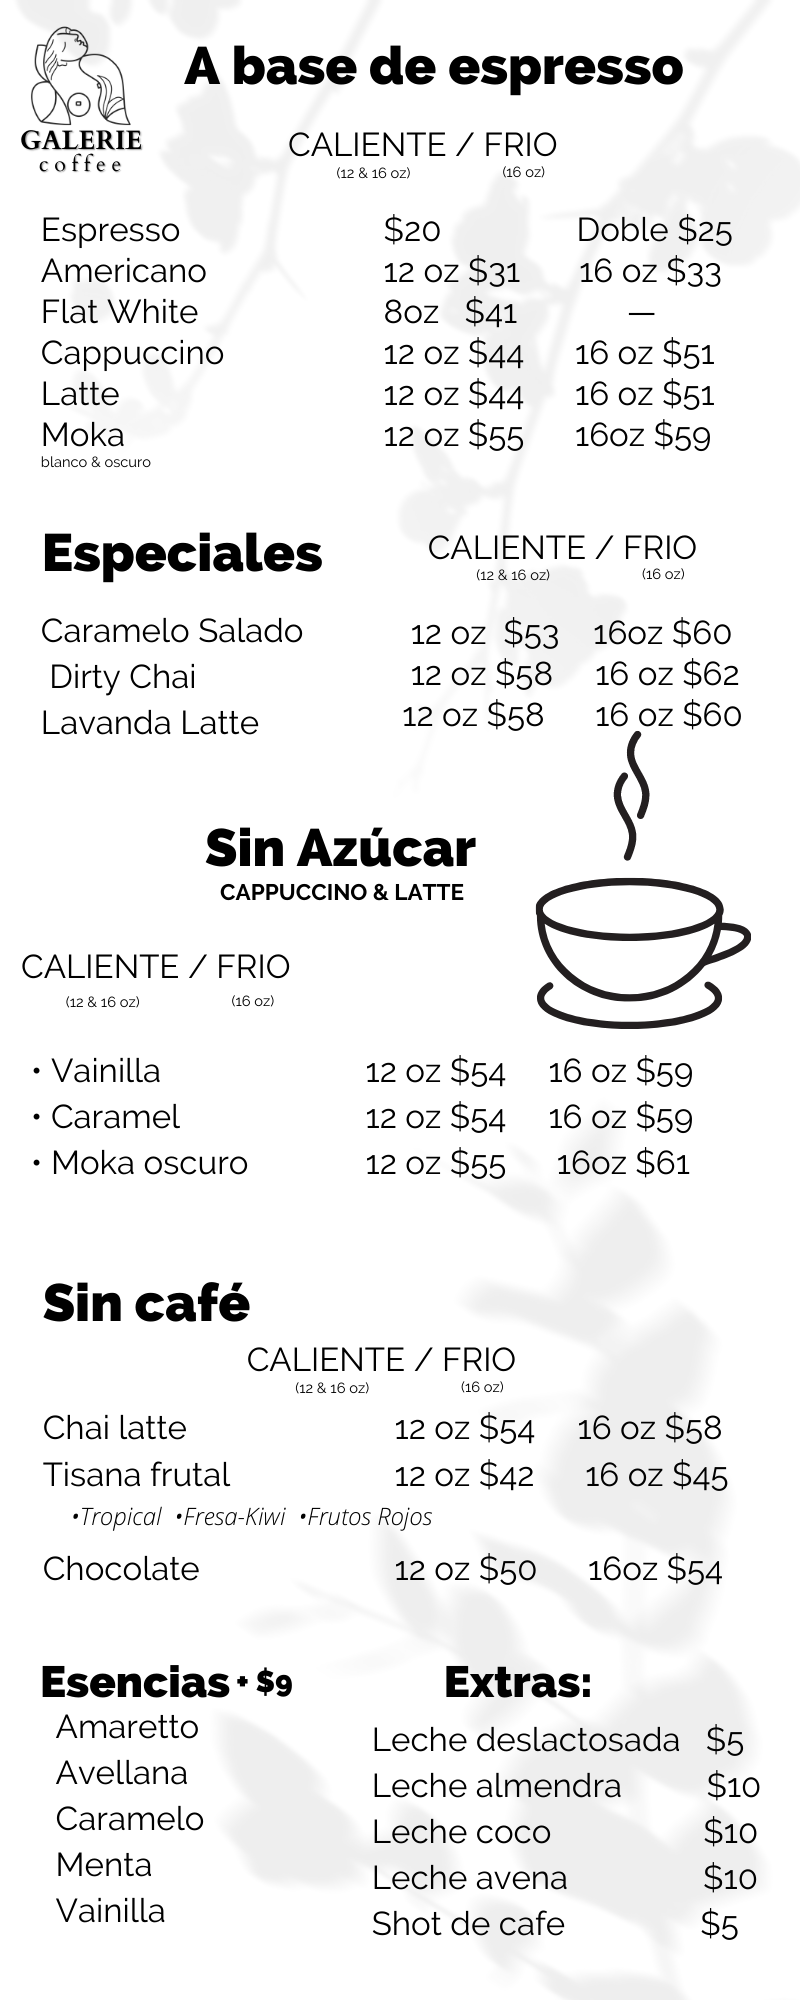 GALERIE
coffee
A base de espresso
CALIENTE / FRIO
(12 & 16 oz) (16 oz)
Espresso $20 Doble $25
Americano 12 oz $31 16 oz $33
Flat White 8oz $41 —
Cappuccino 12 oz $44 16 oz $51
Latte 12 oz $44 16 oz $51
Moka 12 oz $55 16oz $59
blanco & oscuro
Especiales CALIENTE / FRIO
(12 & 16 oz) (16 oz)
Caramelo Salado 12 oz $53 16oz $60
Dirty Chai 12 oz $58 16 oz $62
Lavanda Latte 12 oz $58 16 oz $60
Sin Azúcar
CAPPUCCINO & LATTE
CALIENTE / FRIO
(12 & 16 oz) (16 oz)
• Vainilla 12 oz $54 16 oz $59
• Caramel 12 oz $54 16 oz $59
• Moka oscuro 12 oz $55 16oz $61
Sin café
CALIENTE / FRIO
(12 & 16 oz) (16 oz)
Chai latte 12 oz $54 16 oz $58
Tisana frutal 12 oz $42 16 oz $45
•Tropical •Fresa-Kiwi •Frutos Rojos
Chocolate 12 oz $50 16oz $54
Esencias + $9
Amaretto
Avellana
Caramelo
Menta
Vainilla
Extras:
Leche deslactosada $5
Leche almendra $10
Leche coco $10
Leche avena $10
Shot de cafe $5